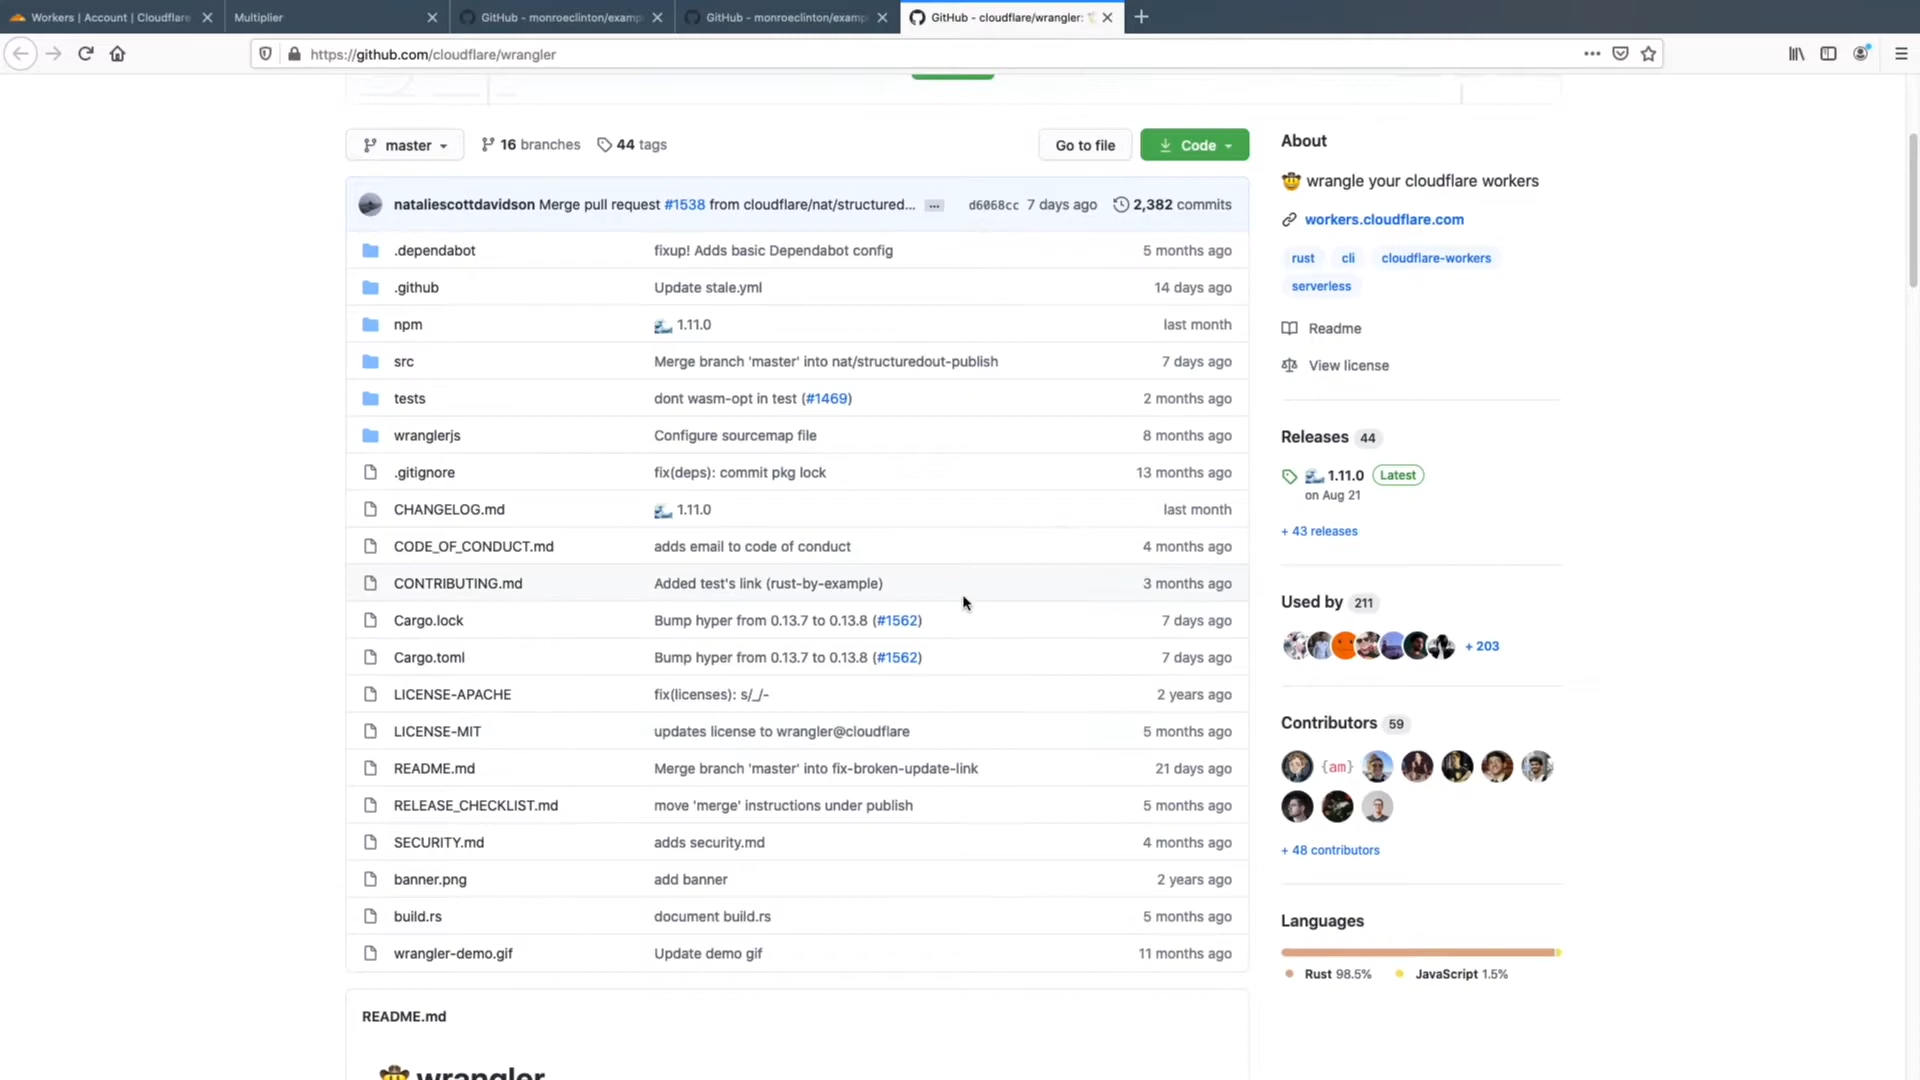 Workers | Account | Cloudflare
Multiplier
GitHub - monroeclinton/examp
GitHub - monroeclinton/examp
GitHub - cloudflare/wrangler:
https://github.com/cloudflare/wrangler
master
16 branches
44 tags
Go to file
Code
nataliescottdavidson Merge pull request #1538 from cloudflare/nat/structured... ... d6068cc 7 days ago 2,382 commits
.dependabot fixup! Adds basic Dependabot config 5 months ago
.github Update stale.yml 14 days ago
npm 🌊 1.11.0 last month
src Merge branch 'master' into nat/structuredout-publish 7 days ago
tests dont wasm-opt in test (#1469) 2 months ago
wranglerjs Configure sourcemap file 8 months ago
.gitignore fix(deps): commit pkg lock 13 months ago
CHANGELOG.md 🌊 1.11.0 last month
CODE_OF_CONDUCT.md adds email to code of conduct 4 months ago
CONTRIBUTING.md Added test's link (rust-by-example) 3 months ago
Cargo.lock Bump hyper from 0.13.7 to 0.13.8 (#1562) 7 days ago
Cargo.toml Bump hyper from 0.13.7 to 0.13.8 (#1562) 7 days ago
LICENSE-APACHE fix(licenses): s/_/- 2 years ago
LICENSE-MIT updates license to wrangler@cloudflare 5 months ago
README.md Merge branch 'master' into fix-broken-update-link 21 days ago
RELEASE_CHECKLIST.md move 'merge' instructions under publish 5 months ago
SECURITY.md adds security.md 4 months ago
banner.png add banner 2 years ago
build.rs document build.rs 5 months ago
wrangler-demo.gif Update demo gif 11 months ago
README.md
🤠 wrangler
About
🤠 wrangle your cloudflare workers
workers.cloudflare.com
rust cli cloudflare-workers
serverless
Readme
View license
Releases 44
🌊 1.11.0 Latest
on Aug 21
+ 43 releases
Used by 211
+ 203
Contributors 59
{am}
+ 48 contributors
Languages
Rust 98.5% JavaScript 1.5%